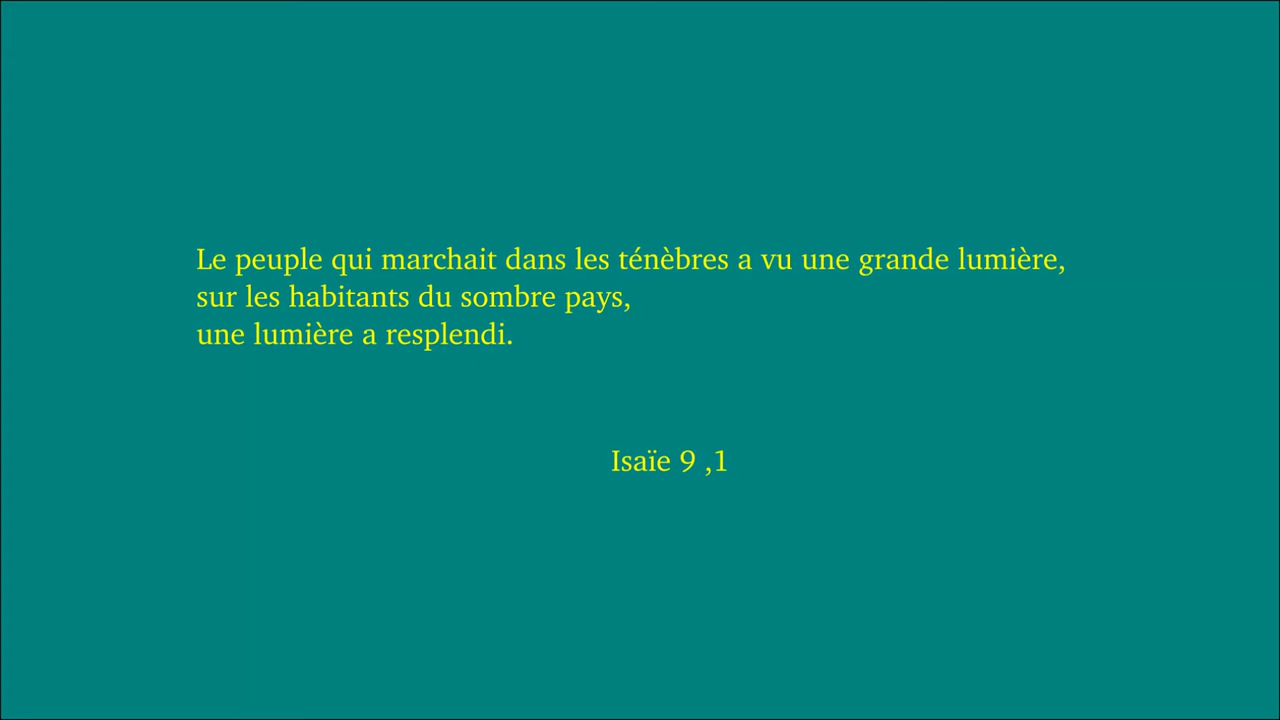 Le peuple qui marchait dans les ténèbres a vu une grande lumière,
sur les habitants du sombre pays,
une lumière a resplendi.
Isaïe 9 ,1